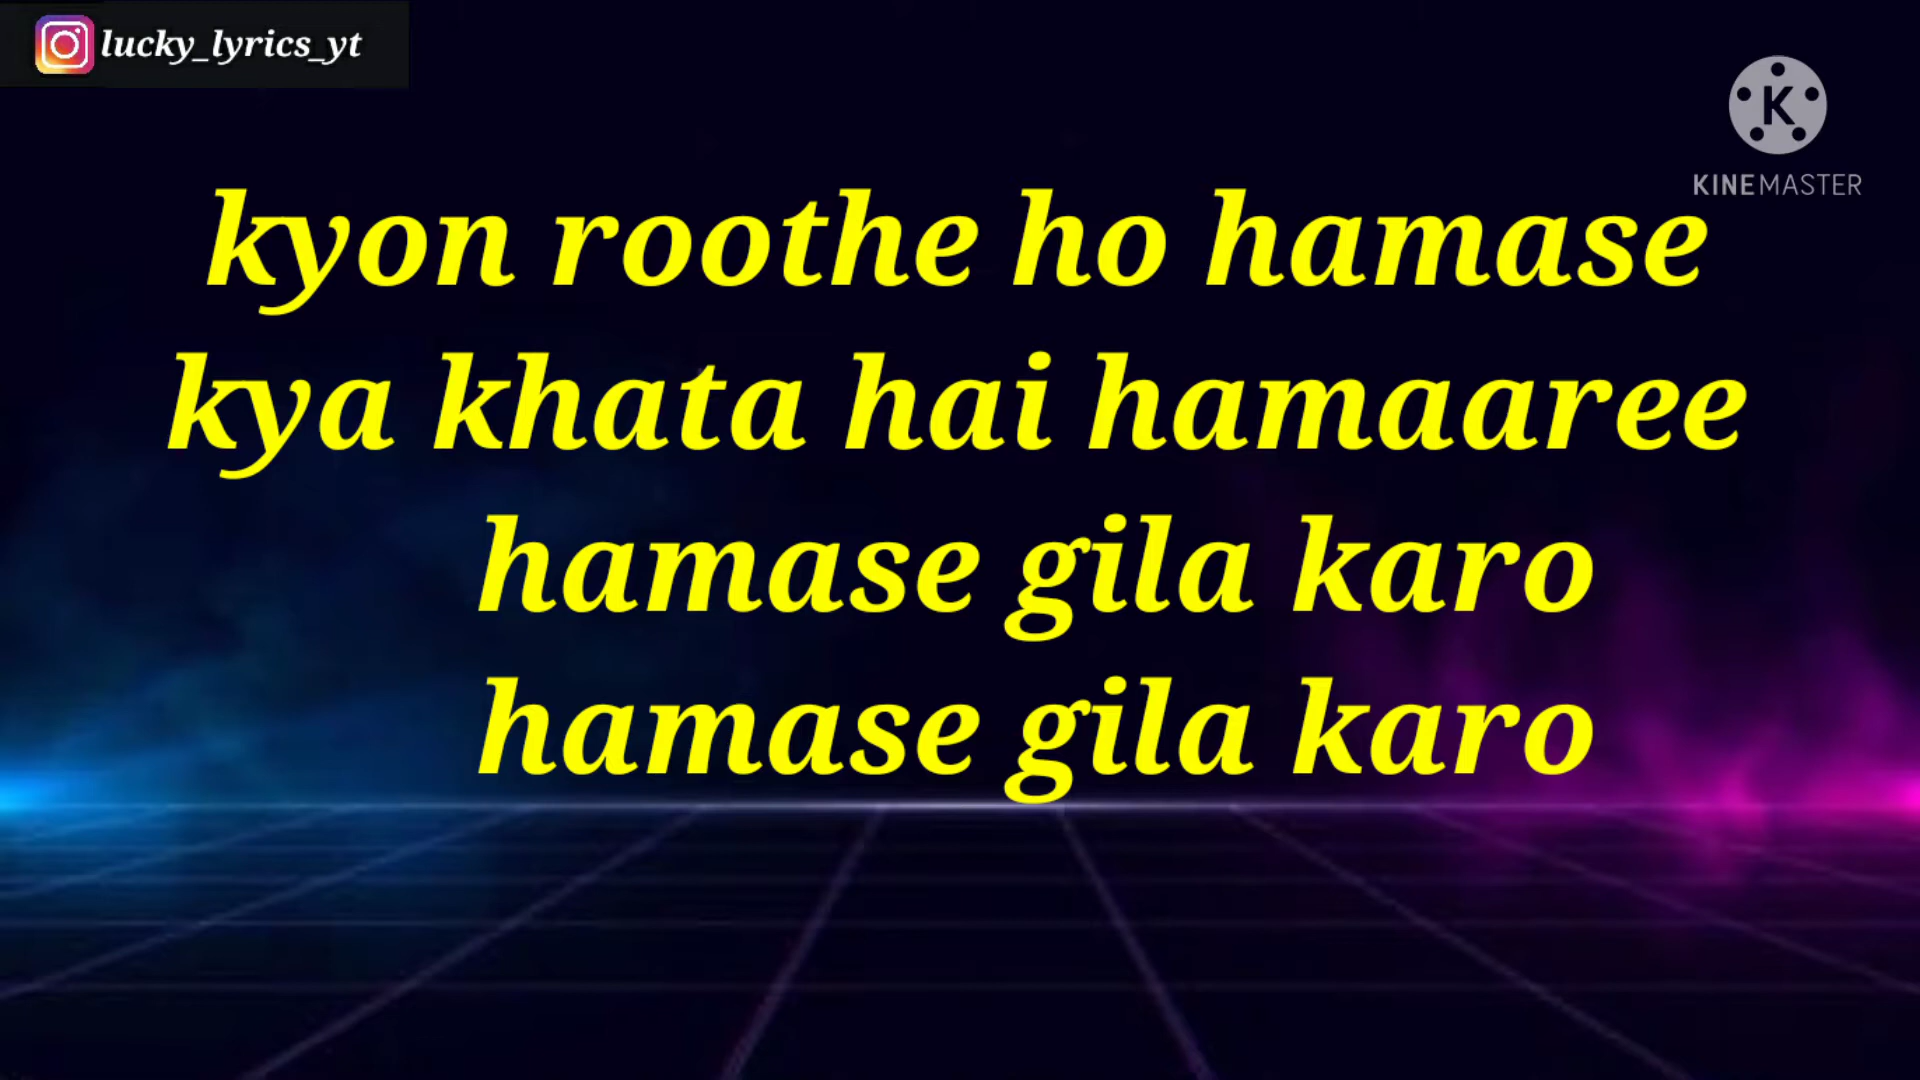 lucky_lyrics_yt
K
KINEMASTER
kyon roothe ho hamase
kya khata hai hamaaree
hamase gila karo
hamase gila karo